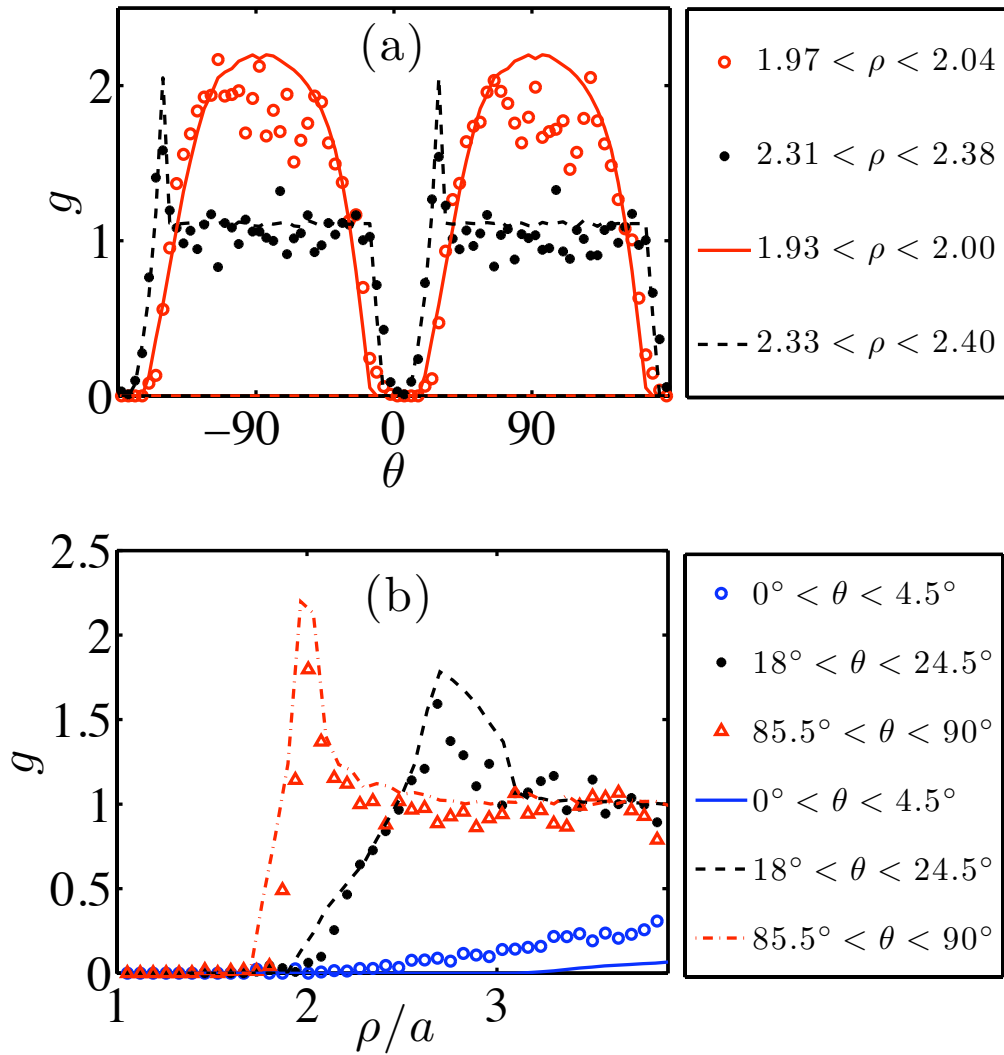 (a)
g
2
1
0
−90 0 90
θ
1.97 < ρ < 2.04
2.31 < ρ < 2.38
1.93 < ρ < 2.00
2.33 < ρ < 2.40
(b)
g
2.5
2
1.5
1
0.5
0
1 2 3
ρ/a
0° < θ < 4.5°
18° < θ < 24.5°
85.5° < θ < 90°
0° < θ < 4.5°
18° < θ < 24.5°
85.5° < θ < 90°